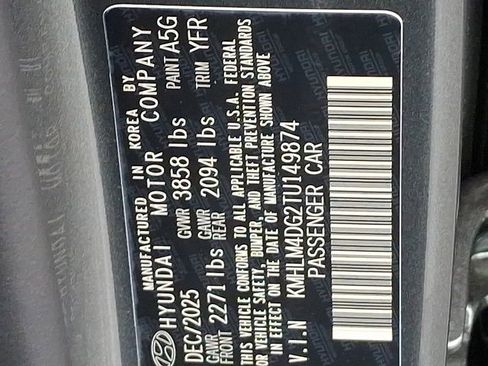 MANUFACTURED IN KOREA BY
HYUNDAI MOTOR COMPANY
DEC/2025 GVWR 3858 lbs PAINT A5G
GAWR FRONT 2271 lbs GAWR REAR 2094 lbs TRIM YFR
THIS VEHICLE CONFORMS TO ALL APPLICABLE U.S.A. FEDERAL
MOTOR VEHICLE SAFETY, BUMPER, AND THEFT PREVENTION STANDARDS
IN EFFECT ON THE DATE OF MANUFACTURE SHOWN ABOVE
V.I.N KMHLM4DG2TU149874
PASSENGER CAR